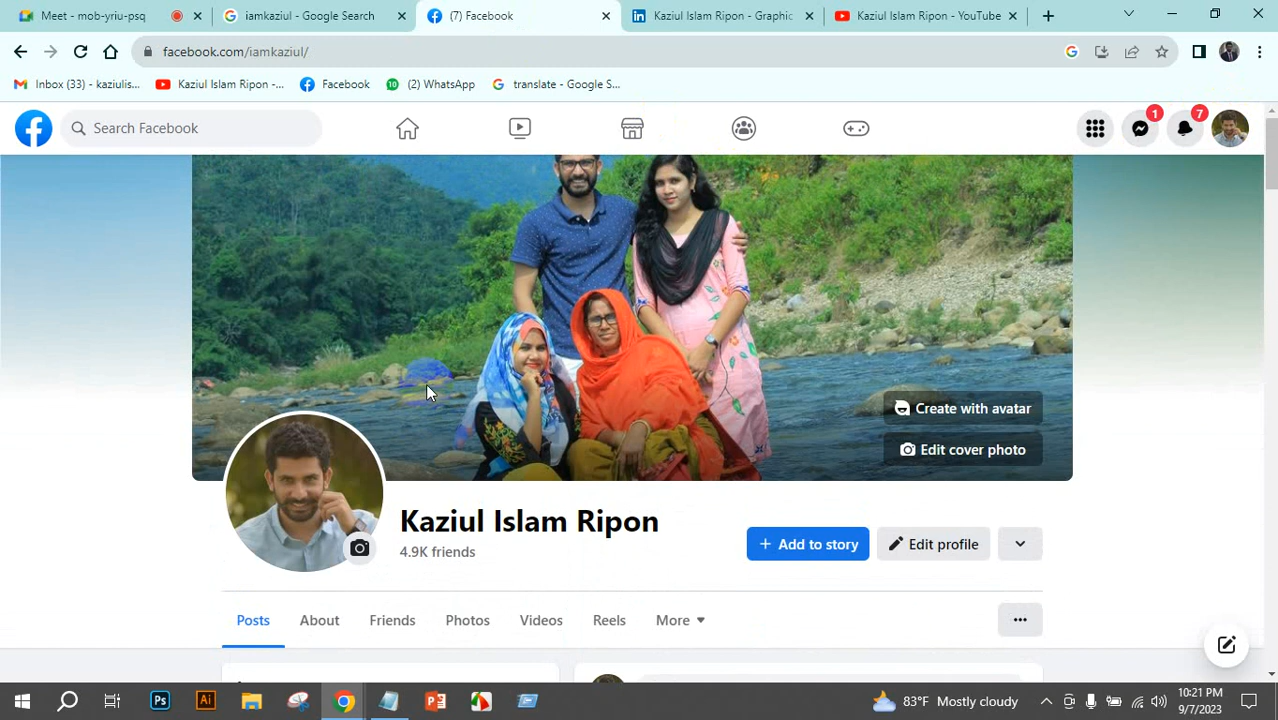 Meet - mob-yriu-psq
iamkaziul - Google Search
(7) Facebook
Kaziul Islam Ripon - Graphic
Kaziul Islam Ripon - YouTube
facebook.com/iamkaziul/
Inbox (33) - kaziulis...
Kaziul Islam Ripon -...
Facebook
10
(2) WhatsApp
translate - Google S...
Search Facebook
1
7
Create with avatar
Edit cover photo
Kaziul Islam Ripon
4.9K friends
+ Add to story
Edit profile
Posts
About
Friends
Photos
Videos
Reels
More
Ps
Ai
83°F Mostly cloudy
10:21 PM
9/7/2023